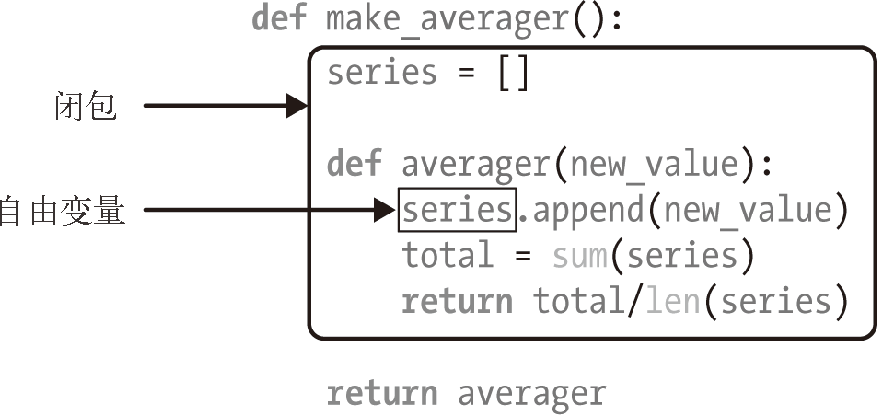 def make_averager():
series = []
闭包
def averager(new_value):
自由变量
series.append(new_value)
total = sum(series)
return total/len(series)
return averager